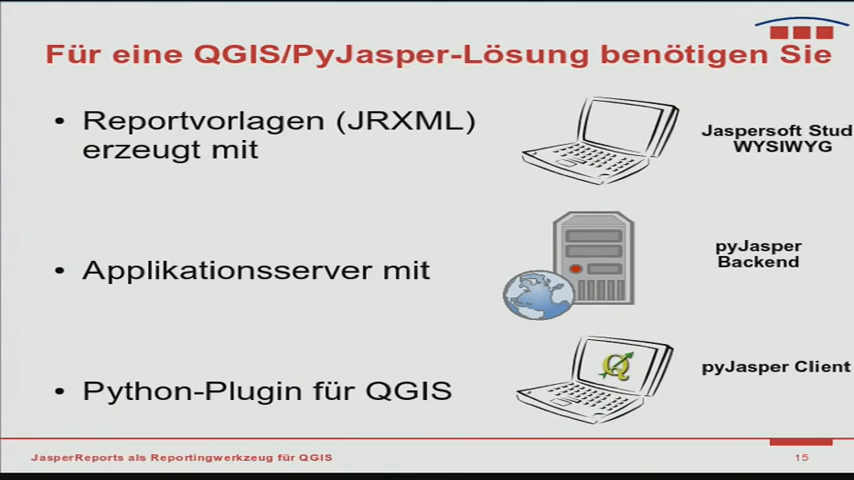 Für eine QGIS/PyJasper-Lösung benötigen Sie
• Reportvorlagen (JRXML)
erzeugt mit
Jaspersoft Stud
WYSIWYG
• Applikationsserver mit
pyJasper
Backend
• Python-Plugin für QGIS
pyJasper Client
JasperReports als Reportingwerkzeug für QGIS
15